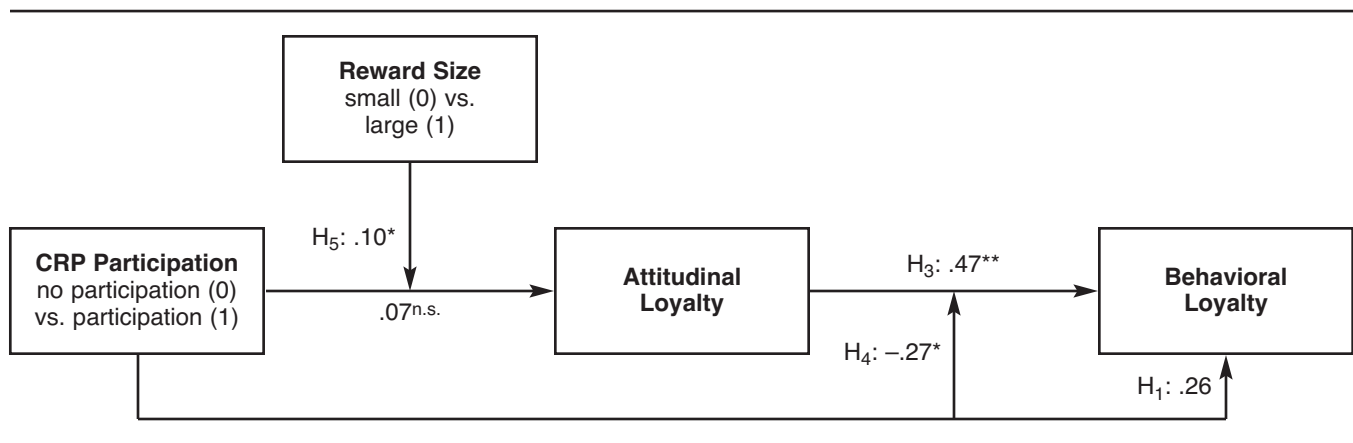 Reward Size
small (0) vs.
large (1)
H₅: .10*
CRP Participation
no participation (0)
vs. participation (1)
.07ⁿ·ˢ·
Attitudinal
Loyalty
H₃: .47**
H₄: –.27*
Behavioral
Loyalty
H₁: .26